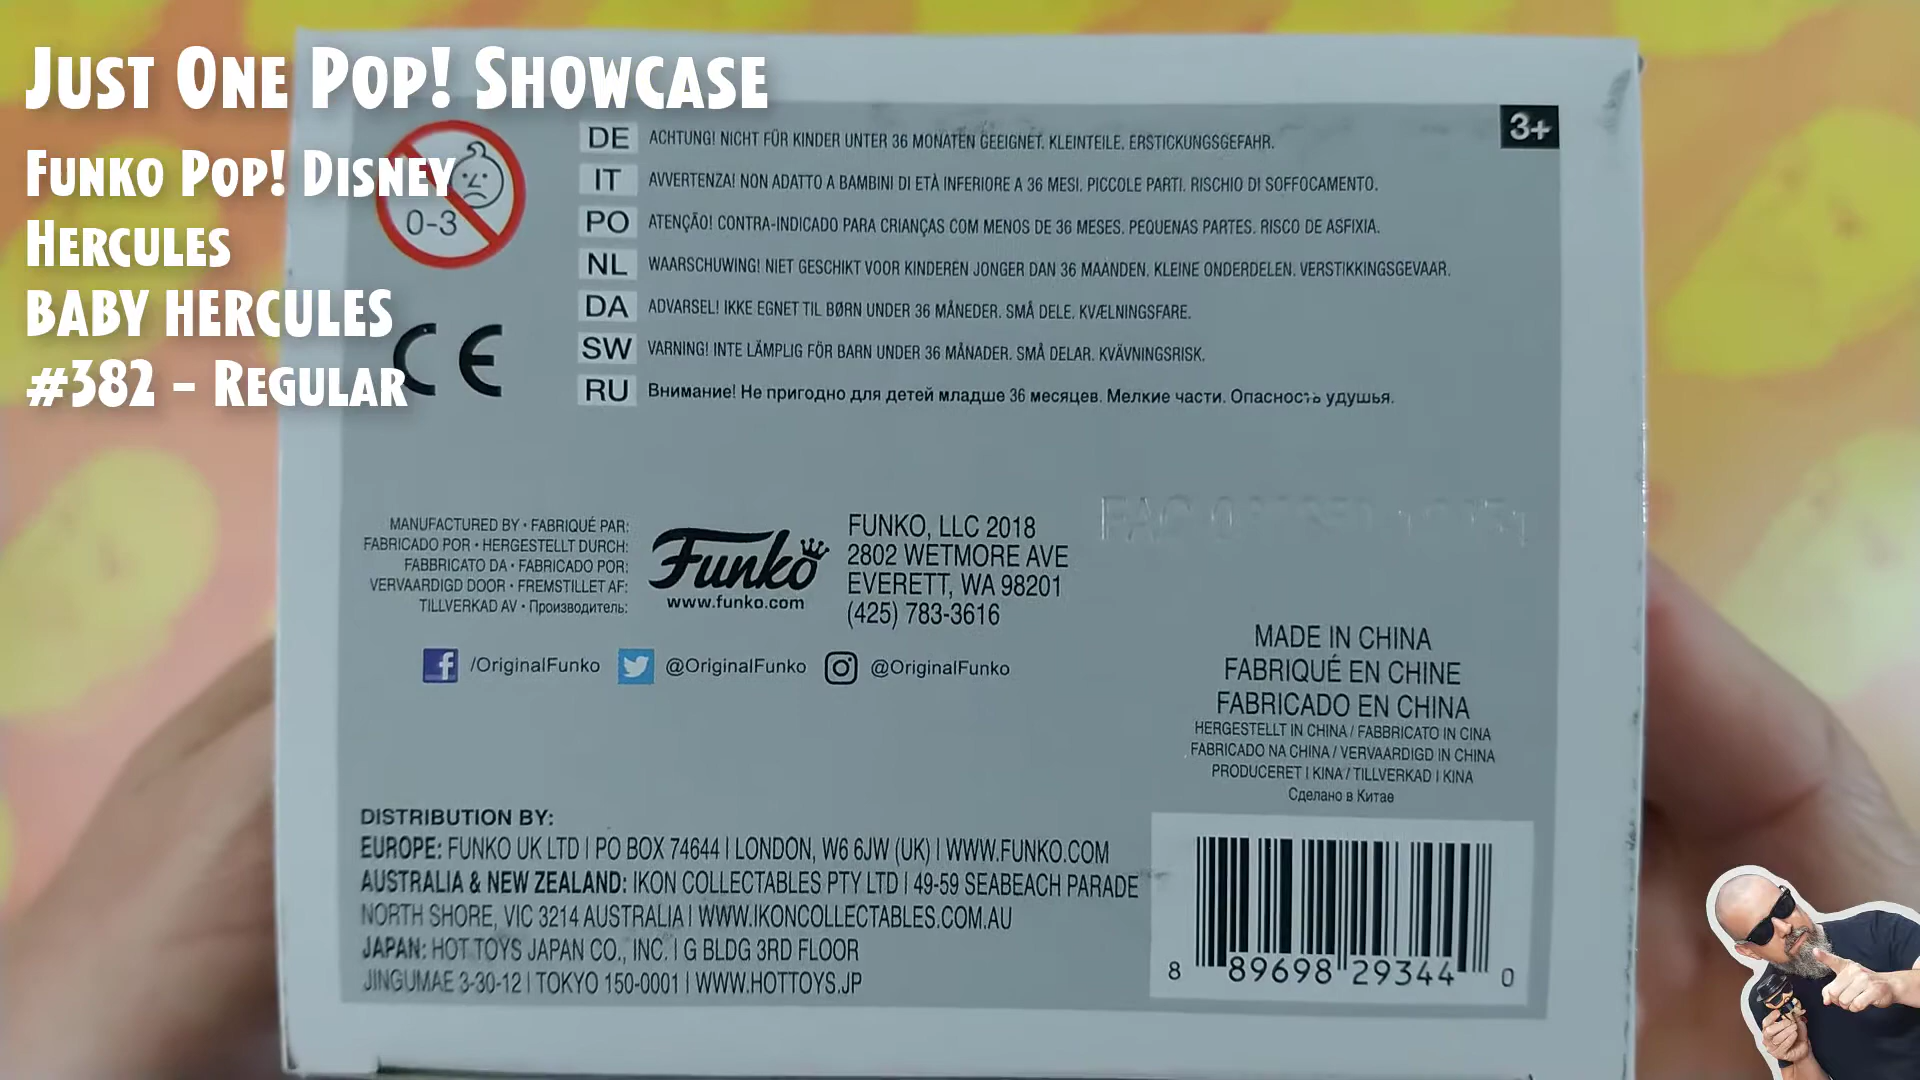 Just One Pop! Showcase
Funko Pop! Disney
Hercules
BABY HERCULES
#382 - Regular
0-3
CE
3+
DE ACHTUNG! NICHT FÜR KINDER UNTER 36 MONATEN GEEIGNET. KLEINTEILE. ERSTICKUNGSGEFAHR.
IT AVVERTENZA! NON ADATTO A BAMBINI DI ETÀ INFERIORE A 36 MESI. PICCOLE PARTI. RISCHIO DI SOFFOCAMENTO.
PO ATENÇÃO! CONTRA-INDICADO PARA CRIANÇAS COM MENOS DE 36 MESES. PEQUENAS PARTES. RISCO DE ASFIXIA.
NL WAARSCHUWING! NIET GESCHIKT VOOR KINDEREN JONGER DAN 36 MAANDEN. KLEINE ONDERDELEN. VERSTIKKINGSGEVAAR.
DA ADVARSEL! IKKE EGNET TIL BØRN UNDER 36 MÅNEDER. SMÅ DELE. KVÆLNINGSFARE.
SW VARNING! INTE LÄMPLIG FÖR BARN UNDER 36 MÅNADER. SMÅ DELAR. KVÄVNINGSRISK.
RU Внимание! Не пригодно для детей младше 36 месяцев. Мелкие части. Опасность удушья.
MANUFACTURED BY • FABRIQUÉ PAR:
FABRICADO POR • HERGESTELLT DURCH:
FABBRICATO DA • FABRICADO POR:
VERVAARDIGD DOOR • FREMSTILLET AF:
TILLVERKAD AV • Производитель:
Funko
www.funko.com
FUNKO, LLC 2018
2802 WETMORE AVE
EVERETT, WA 98201
(425) 783-3616
/OriginalFunko @OriginalFunko @OriginalFunko
MADE IN CHINA
FABRIQUÉ EN CHINE
FABRICADO EN CHINA
HERGESTELLT IN CHINA / FABBRICATO IN CINA
FABRICADO NA CHINA / VERVAARDIGD IN CHINA
PRODUCERET I KINA / TILLVERKAD I KINA
Сделано в Китае
DISTRIBUTION BY:
EUROPE: FUNKO UK LTD | PO BOX 74644 | LONDON, W6 6JW (UK) | WWW.FUNKO.COM
AUSTRALIA & NEW ZEALAND: IKON COLLECTABLES PTY LTD | 49-59 SEABEACH PARADE
NORTH SHORE, VIC 3214 AUSTRALIA | WWW.IKONCOLLECTABLES.COM.AU
JAPAN: HOT TOYS JAPAN CO., INC. | G BLDG 3RD FLOOR
JINGUMAE 3-30-12 | TOKYO 150-0001 | WWW.HOTTOYS.JP
8 89698 29344 0